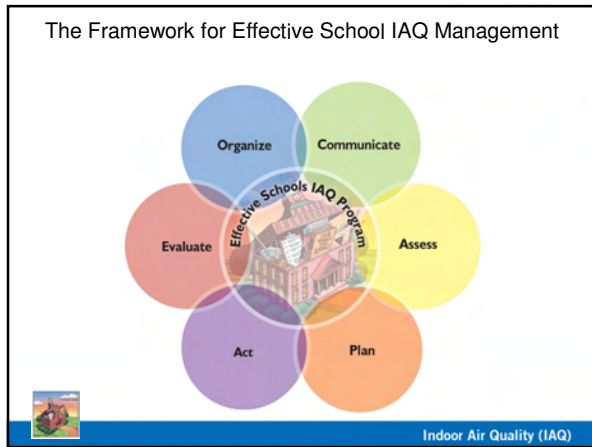 The Framework for Effective School IAQ Management
Organize
Communicate
Effective Schools IAQ Program
Evaluate
Assess
Act
Plan
Indoor Air Quality (IAQ)